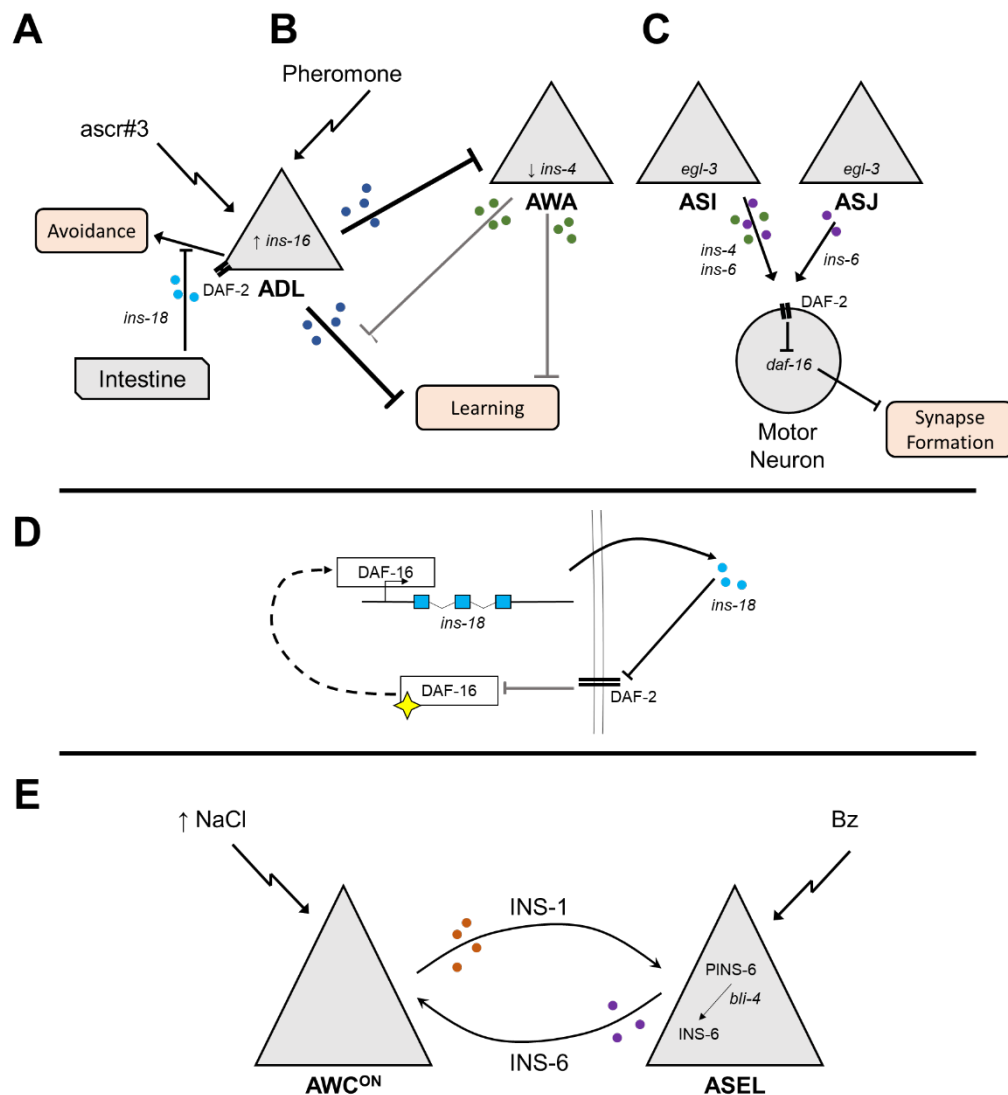 A
B
C
Pheromone
ascr#3
Avoidance
↑ ins-16
DAF-2
ADL
ins-18
Intestine
↓ ins-4
AWA
Learning
egl-3
ASI
egl-3
ASJ
ins-4
ins-6
ins-6
DAF-2
daf-16
Motor
Neuron
Synapse
Formation
D
DAF-16
ins-18
ins-18
DAF-16
DAF-2
E
↑ NaCl
Bz
INS-1
PINS-6
bli-4
INS-6
INS-6
AWCᴼᴺ
ASEL